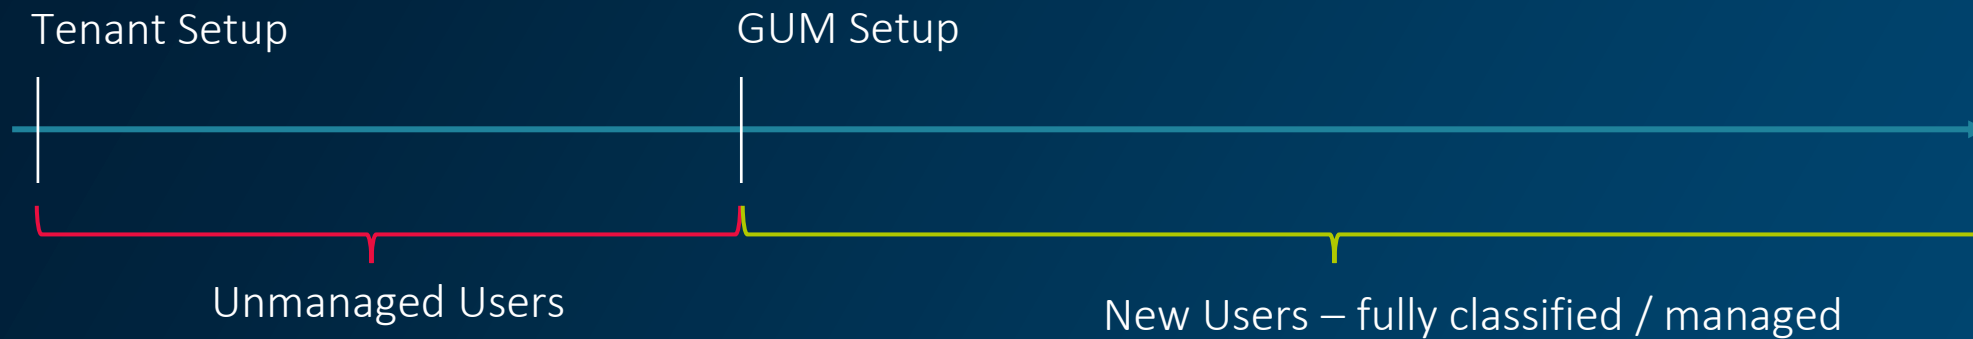 Tenant Setup
GUM Setup
Unmanaged Users
New Users – fully classified / managed